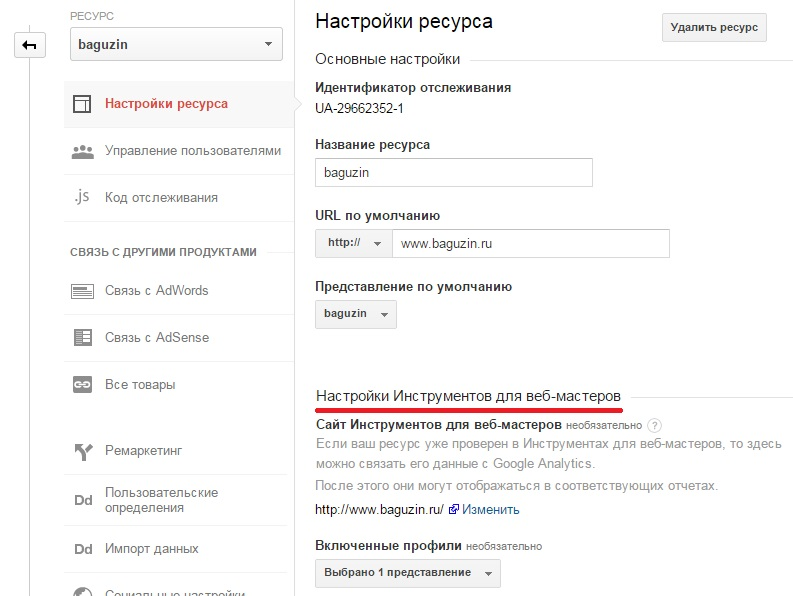 РЕСУРС
baguzin
Настройки ресурса
Управление пользователями
.js Код отслеживания
СВЯЗЬ С ДРУГИМИ ПРОДУКТАМИ
Связь с AdWords
Связь с AdSense
Все товары
Ремаркетинг
Dd Пользовательские
определения
Dd Импорт данных
Социальные настройки
Настройки ресурса
Удалить ресурс
Основные настройки
Идентификатор отслеживания
UA-29662352-1
Название ресурса
baguzin
URL по умолчанию
http:// www.baguzin.ru
Представление по умолчанию
baguzin
Настройки Инструментов для веб-мастеров
Сайт Инструментов для веб-мастеров необязательно ?
Если ваш ресурс уже проверен в Инструментах для веб-мастеров, то здесь
можно связать его данные с Google Analytics.
После этого они могут отображаться в соответствующих отчетах.
http://www.baguzin.ru/ Изменить
Включенные профили необязательно
Выбрано 1 представление